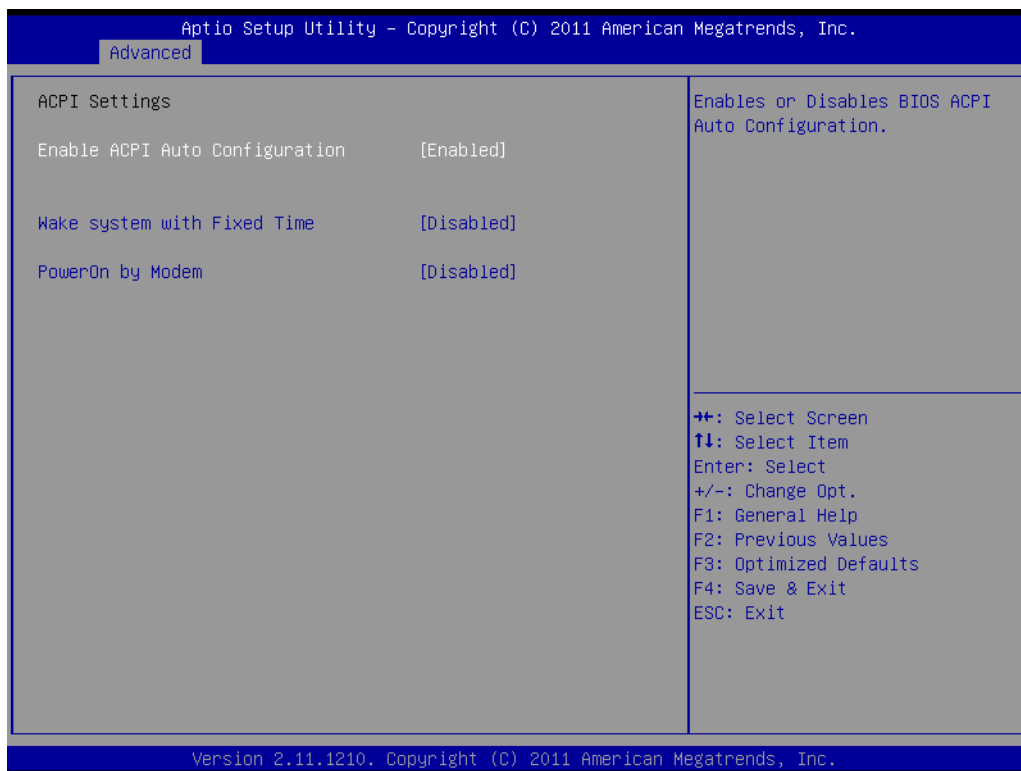 Aptio Setup Utility – Copyright (C) 2011 American Megatrends, Inc.
Advanced
ACPI Settings
Enable ACPI Auto Configuration [Enabled]
Wake system with Fixed Time [Disabled]
PowerOn by Modem [Disabled]
Enables or Disables BIOS ACPI
Auto Configuration.
→←: Select Screen
↑↓: Select Item
Enter: Select
+/-: Change Opt.
F1: General Help
F2: Previous Values
F3: Optimized Defaults
F4: Save & Exit
ESC: Exit
Version 2.11.1210. Copyright (C) 2011 American Megatrends, Inc.